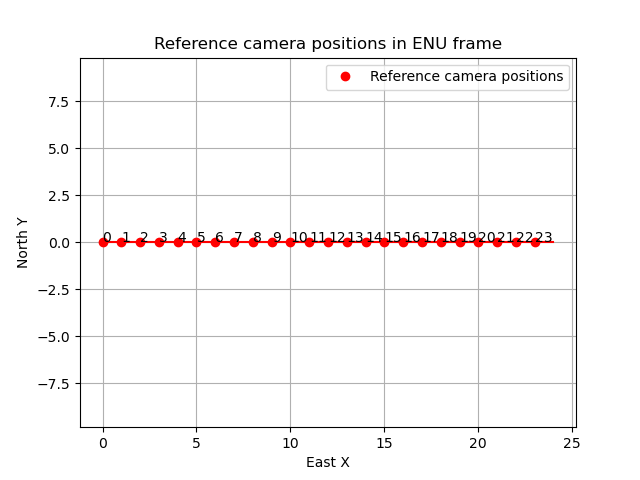 Reference camera positions in ENU frame
Reference camera positions
7.5
5.0
2.5
0.0
−2.5
−5.0
−7.5
North Y
0 1 2 3 4 5 6 7 8 9 10 11 12 13 14 15 16 17 18 19 20 21 22 23
0 5 10 15 20 25
East X